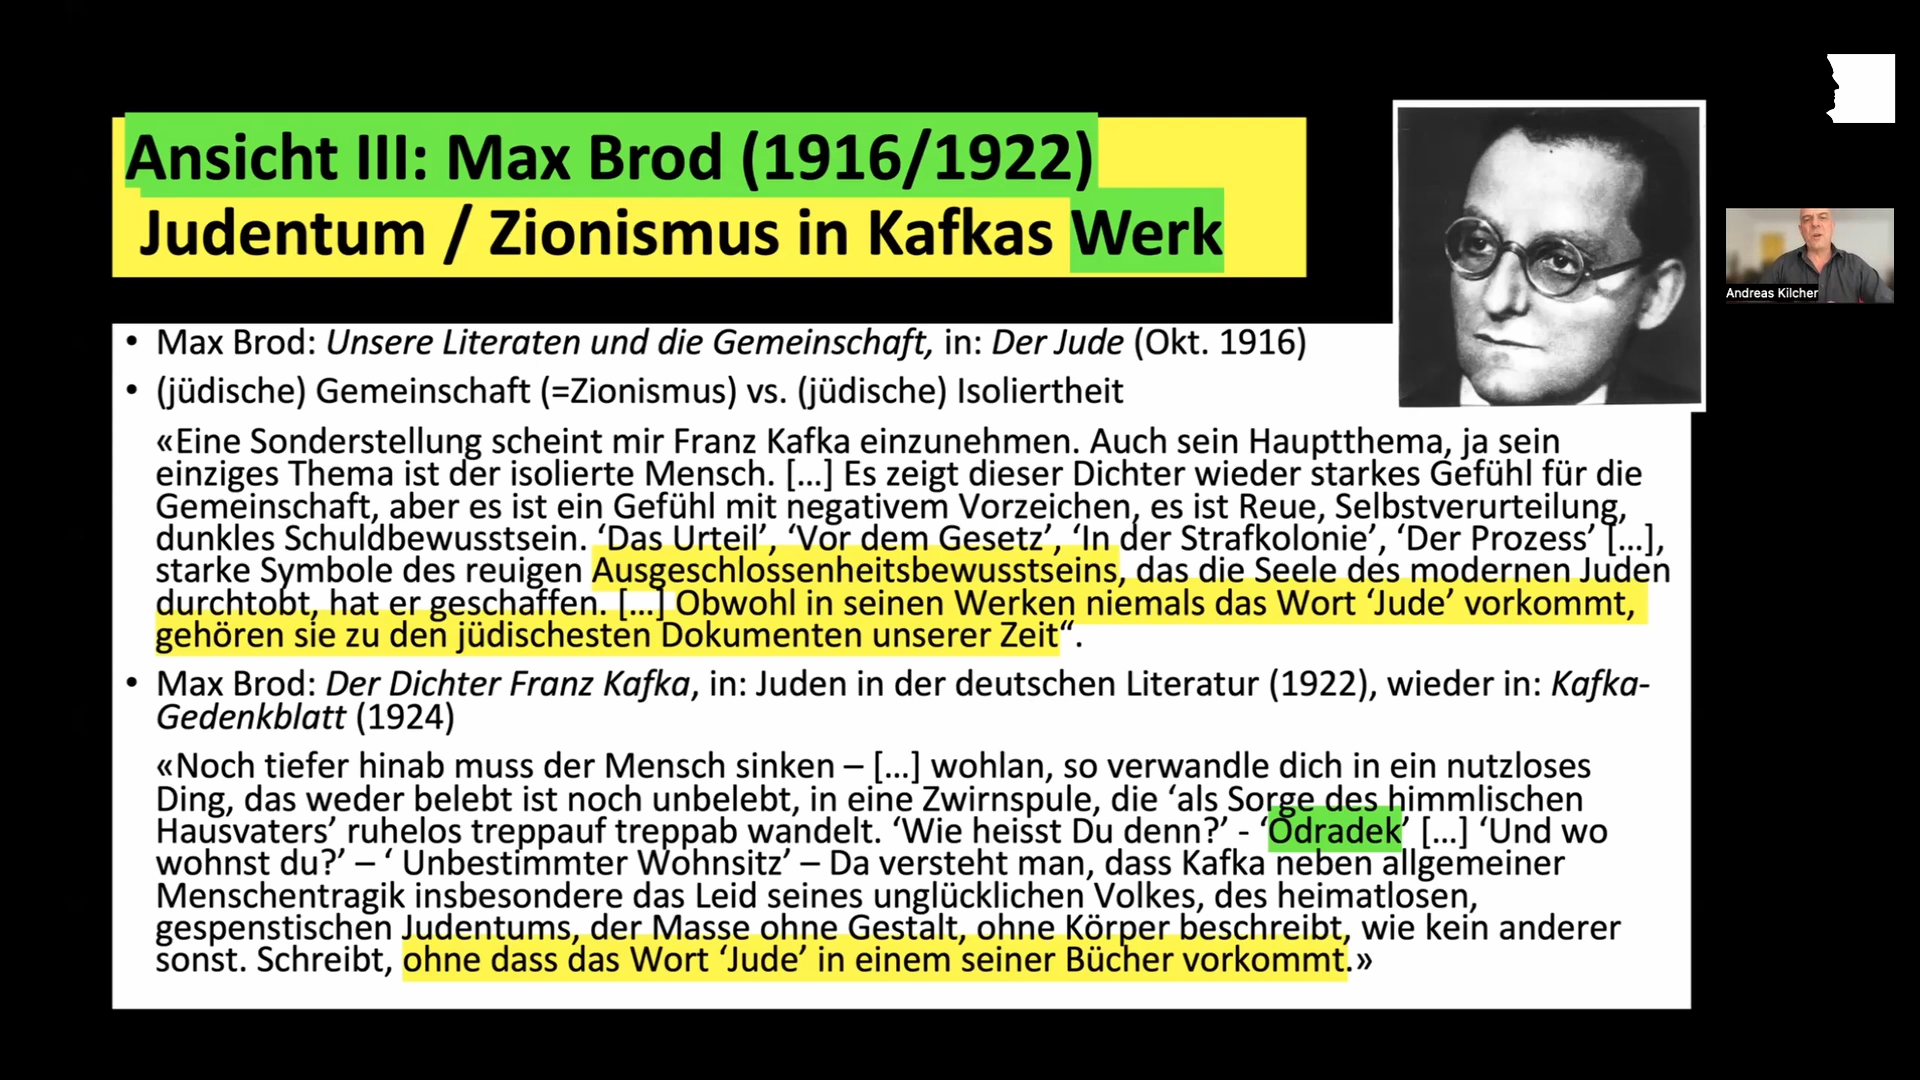 Ansicht III: Max Brod (1916/1922)
Judentum / Zionismus in Kafkas Werk
Andreas Kilcher
• Max Brod: Unsere Literaten und die Gemeinschaft, in: Der Jude (Okt. 1916)
• (jüdische) Gemeinschaft (=Zionismus) vs. (jüdische) Isoliertheit
«Eine Sonderstellung scheint mir Franz Kafka einzunehmen. Auch sein Hauptthema, ja sein
einziges Thema ist der isolierte Mensch. […] Es zeigt dieser Dichter wieder starkes Gefühl für die
Gemeinschaft, aber es ist ein Gefühl mit negativem Vorzeichen, es ist Reue, Selbstverurteilung,
dunkles Schuldbewusstsein. ‘Das Urteil’, ‘Vor dem Gesetz’, ‘In der Strafkolonie’, ‘Der Prozess’ […],
starke Symbole des reuigen Ausgeschlossenheitsbewusstseins, das die Seele des modernen Juden
durchtobt, hat er geschaffen. […] Obwohl in seinen Werken niemals das Wort ‘Jude’ vorkommt,
gehören sie zu den jüdischesten Dokumenten unserer Zeit“.
• Max Brod: Der Dichter Franz Kafka, in: Juden in der deutschen Literatur (1922), wieder in: Kafka-
Gedenkblatt (1924)
«Noch tiefer hinab muss der Mensch sinken – […] wohlan, so verwandle dich in ein nutzloses
Ding, das weder belebt ist noch unbelebt, in eine Zwirnspule, die ‘als Sorge des himmlischen
Hausvaters’ ruhelos treppauf treppab wandelt. ‘Wie heisst Du denn?’ - ‘Odradek’ […] ‘Und wo
wohnst du?’ – ‘ Unbestimmter Wohnsitz’ – Da versteht man, dass Kafka neben allgemeiner
Menschentragik insbesondere das Leid seines unglücklichen Volkes, des heimatlosen,
gespenstischen Judentums, der Masse ohne Gestalt, ohne Körper beschreibt, wie kein anderer
sonst. Schreibt, ohne dass das Wort ‘Jude’ in einem seiner Bücher vorkommt.»